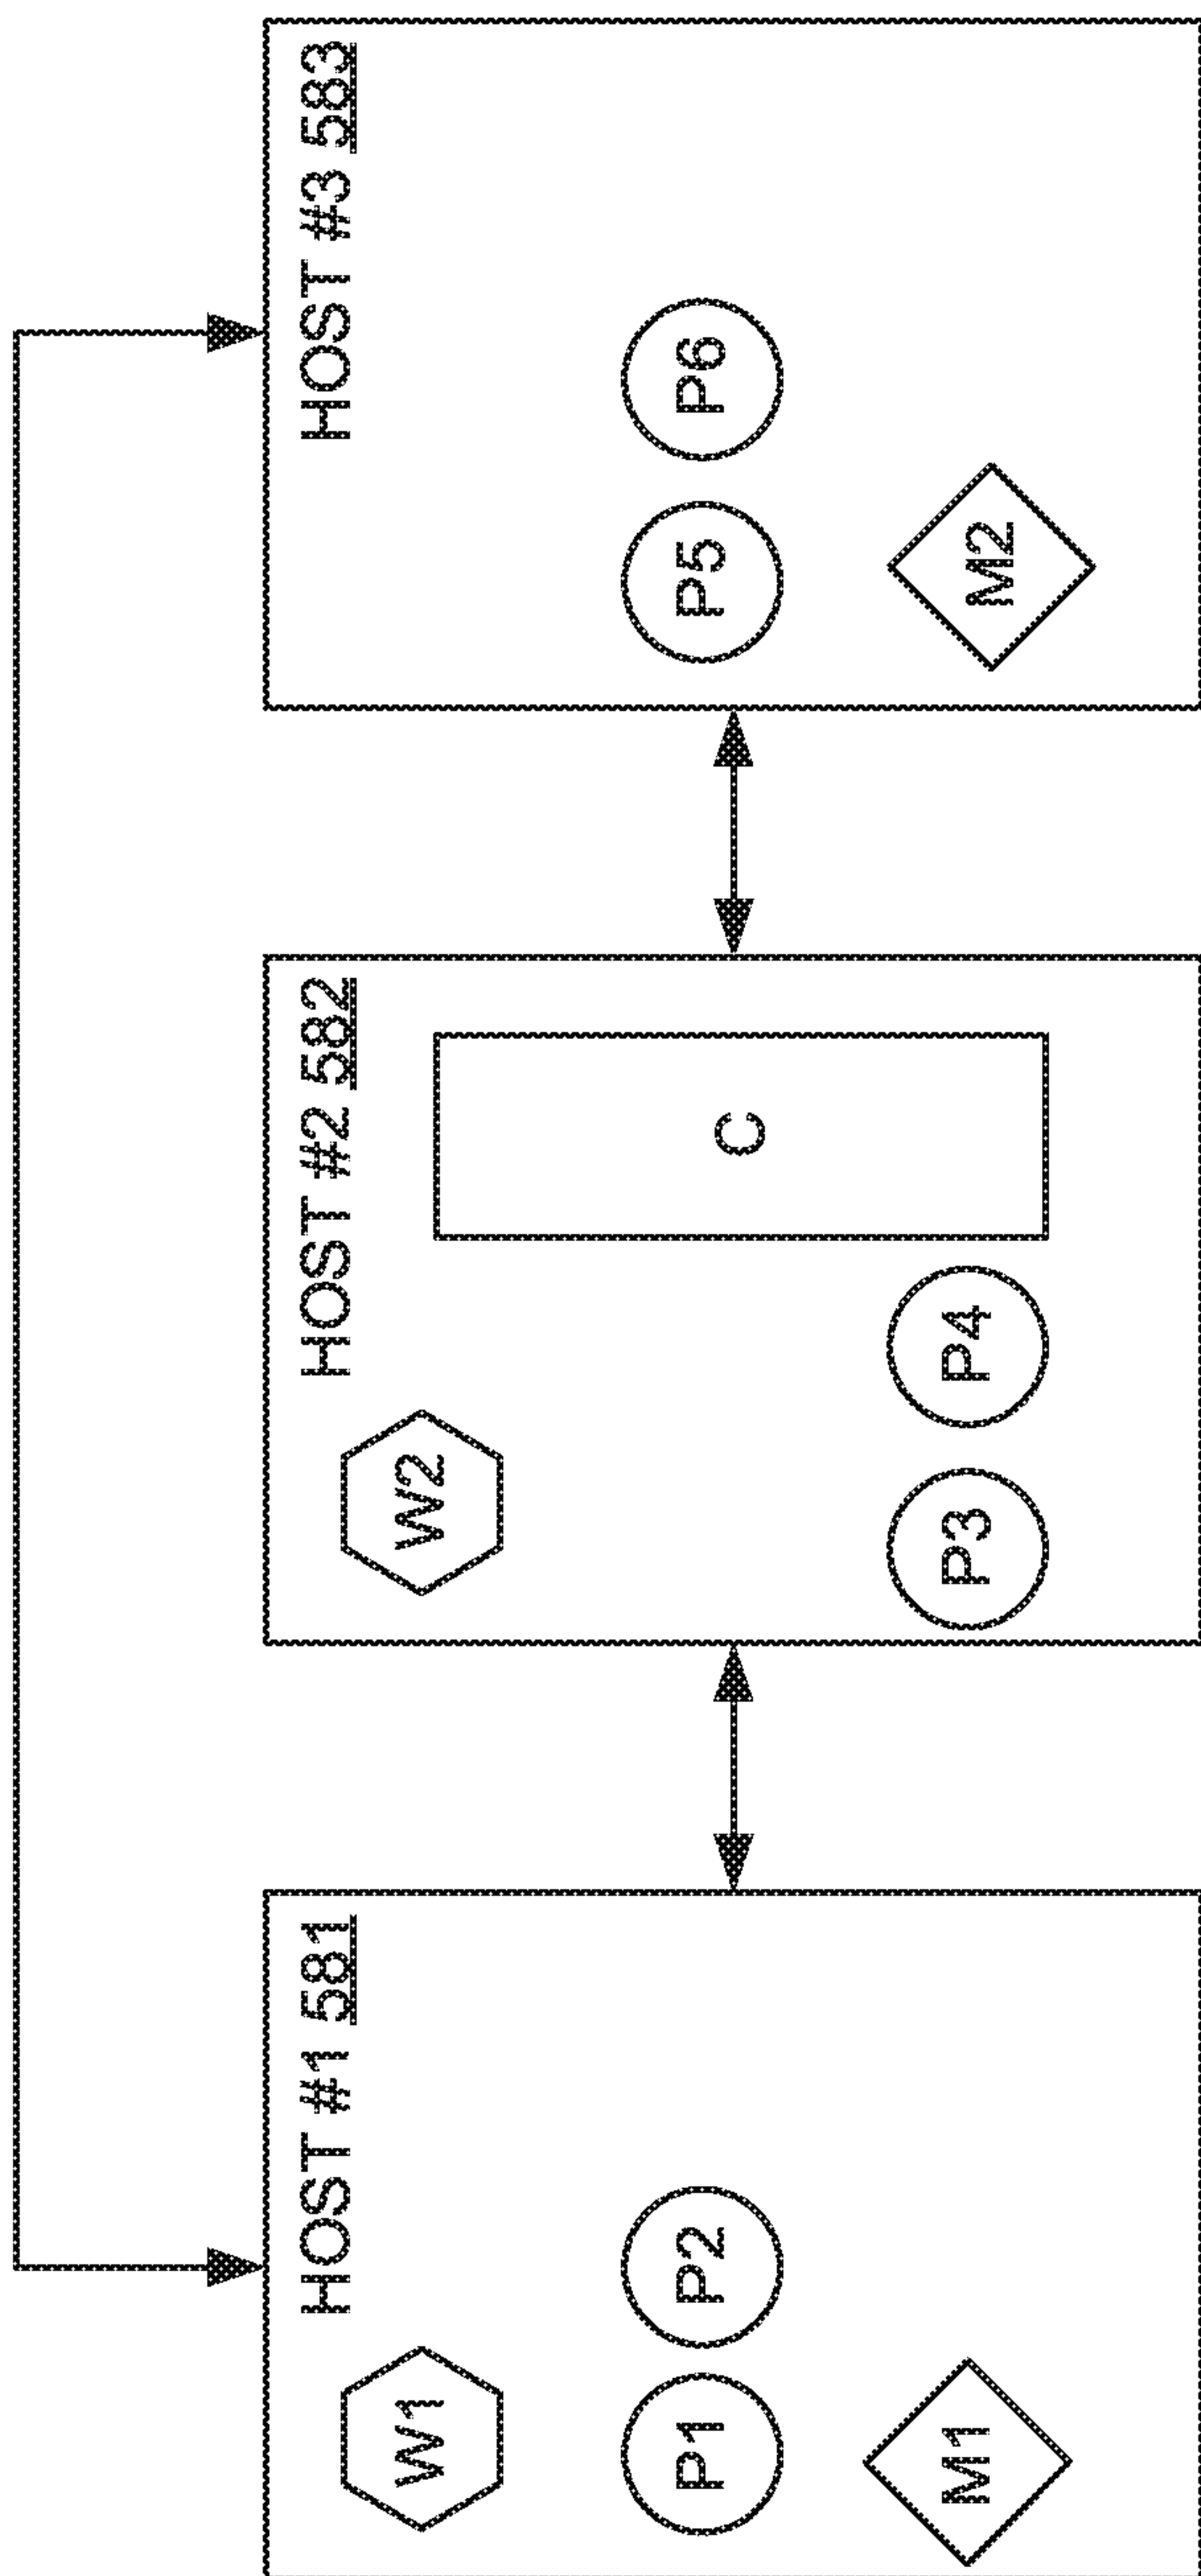 HOST #1 581
W1
P1 P2
M1
HOST #2 582
W2
C
P3 P4
HOST #3 583
P5 P6
M2